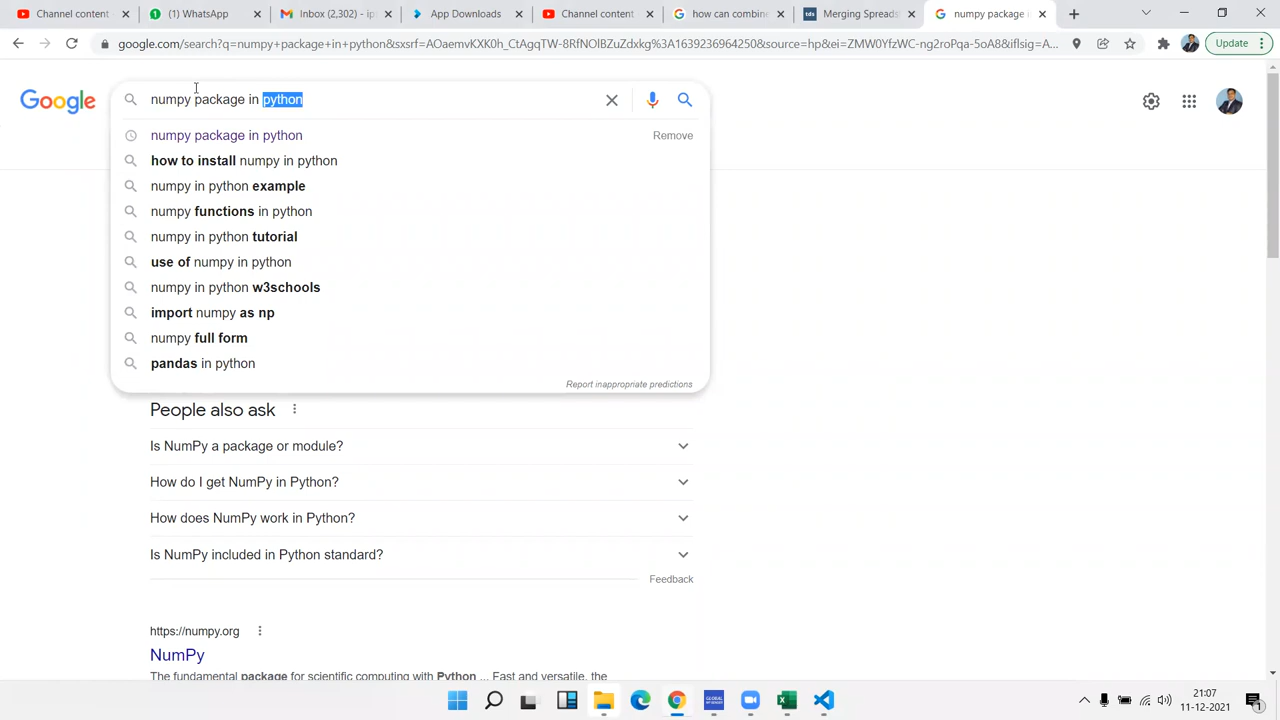 Channel content
(1) WhatsApp
Inbox (2,302) - ip
App Downloads
Channel content
how can combine
tds
Merging Spreads
numpy package i
google.com/search?q=numpy+package+in+python&sxsrf=AOaemvKVK0h_CtAgqTW-8RfNOlBZuZdxkg%3A1639236964250&source=hp&ei=ZMW0YfzWC-ng2roPqa-5oA8&iflsig=A...
Update
Google
numpy package in python
numpy package in python
Remove
how to install numpy in python
numpy in python example
numpy functions in python
numpy in python tutorial
use of numpy in python
numpy in python w3schools
import numpy as np
numpy full form
pandas in python
Report inappropriate predictions
People also ask
Is NumPy a package or module?
How do I get NumPy in Python?
How does NumPy work in Python?
Is NumPy included in Python standard?
Feedback
https://numpy.org
NumPy
The fundamental package for scientific computing with Python ... Fast and versatile, the
21:07
11-12-2021
1